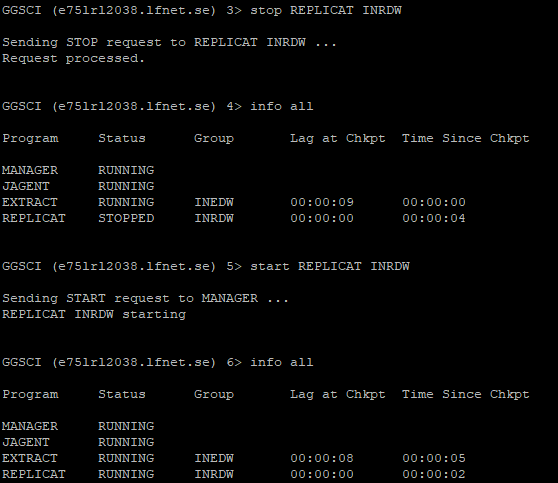 GGSCI (e75lrl2038.lfnet.se) 3> stop REPLICAT INRDW
Sending STOP request to REPLICAT INRDW ...
Request processed.
GGSCI (e75lrl2038.lfnet.se) 4> info all
Program     Status      Group       Lag at Chkpt  Time Since Chkpt
MANAGER     RUNNING
JAGENT      RUNNING
EXTRACT     RUNNING     INEDW       00:00:09      00:00:00
REPLICAT    STOPPED     INRDW       00:00:00      00:00:04
GGSCI (e75lrl2038.lfnet.se) 5> start REPLICAT INRDW
Sending START request to MANAGER ...
REPLICAT INRDW starting
GGSCI (e75lrl2038.lfnet.se) 6> info all
Program     Status      Group       Lag at Chkpt  Time Since Chkpt
MANAGER     RUNNING
JAGENT      RUNNING
EXTRACT     RUNNING     INEDW       00:00:08      00:00:05
REPLICAT    RUNNING     INRDW       00:00:00      00:00:02